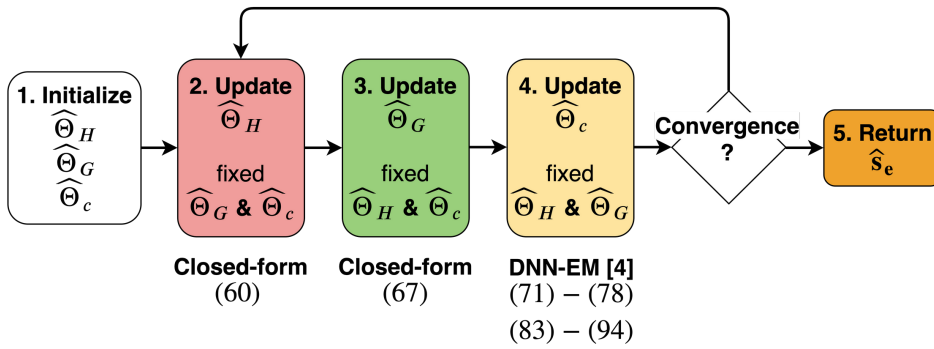 1. Initialize
Θ̂_H
Θ̂_G
Θ̂_c
2. Update
Θ̂_H
fixed
Θ̂_G & Θ̂_c
Closed-form
(60)
3. Update
Θ̂_G
fixed
Θ̂_H & Θ̂_c
Closed-form
(67)
4. Update
Θ̂_c
fixed
Θ̂_H & Θ̂_G
DNN-EM [4]
(71) – (78)
(83) – (94)
Convergence
?
5. Return
ŝ_e